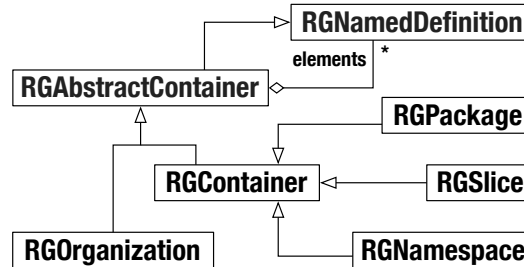 RGNamedDefinition
elements *
RGAbstractContainer
RGPackage
RGContainer
RGSlice
RGOrganization
RGNamespace